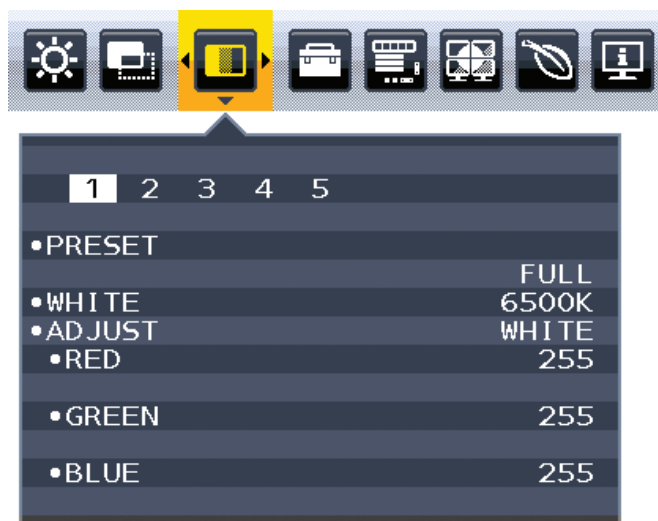 1 2 3 4 5
•PRESET
FULL
•WHITE 6500K
•ADJUST WHITE
•RED 255
•GREEN 255
•BLUE 255